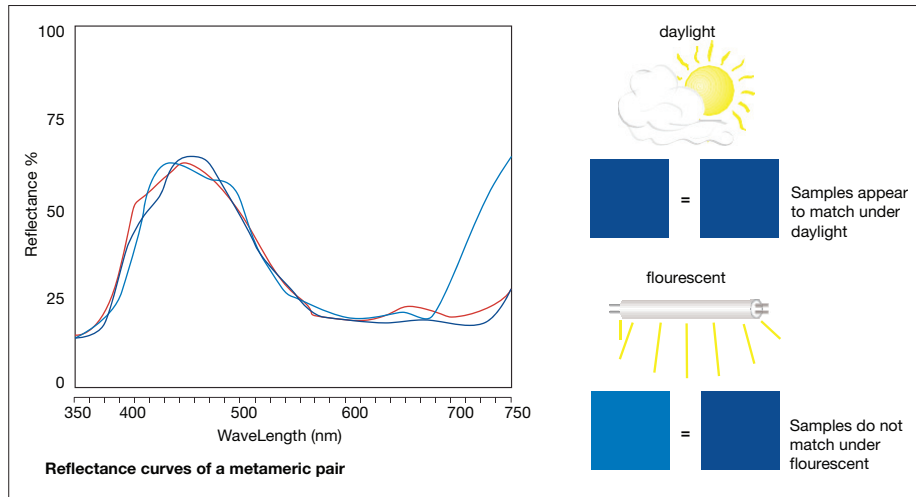 100
75
50
25
0
Reflectance %
350
400
500
600
700
750
WaveLength (nm)
Reflectance curves of a metameric pair
daylight
=
Samples appear
to match under
daylight
flourescent
=
Samples do not
match under
flourescent